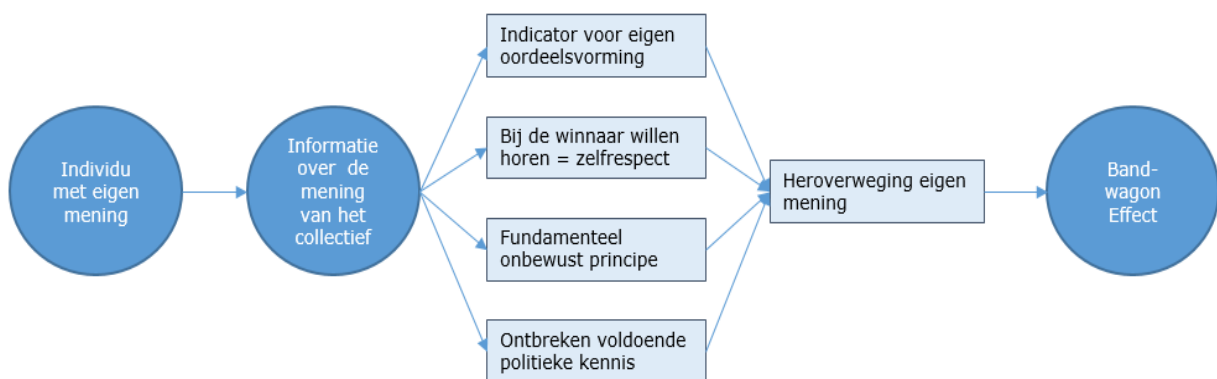 Individu
met eigen
mening
Informatie
over de
mening
van het
collectief
Indicator voor eigen
oordeelsvorming
Bij de winnaar willen
horen = zelfrespect
Fundamenteel
onbewust principe
Ontbreken voldoende
politieke kennis
Heroverweging eigen
mening
Band-
wagon
Effect